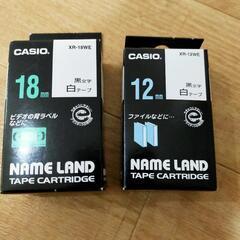 CASIO
XR-18WE
18mm
黒文字
白テープ
ビデオの背ラベル
などに…
NAME LAND
TAPE CARTRIDGE
CASIO
XR-12WE
12mm
黒文字
白テープ
ファイルなどに…
NAME LAND
TAPE CARTRIDGE